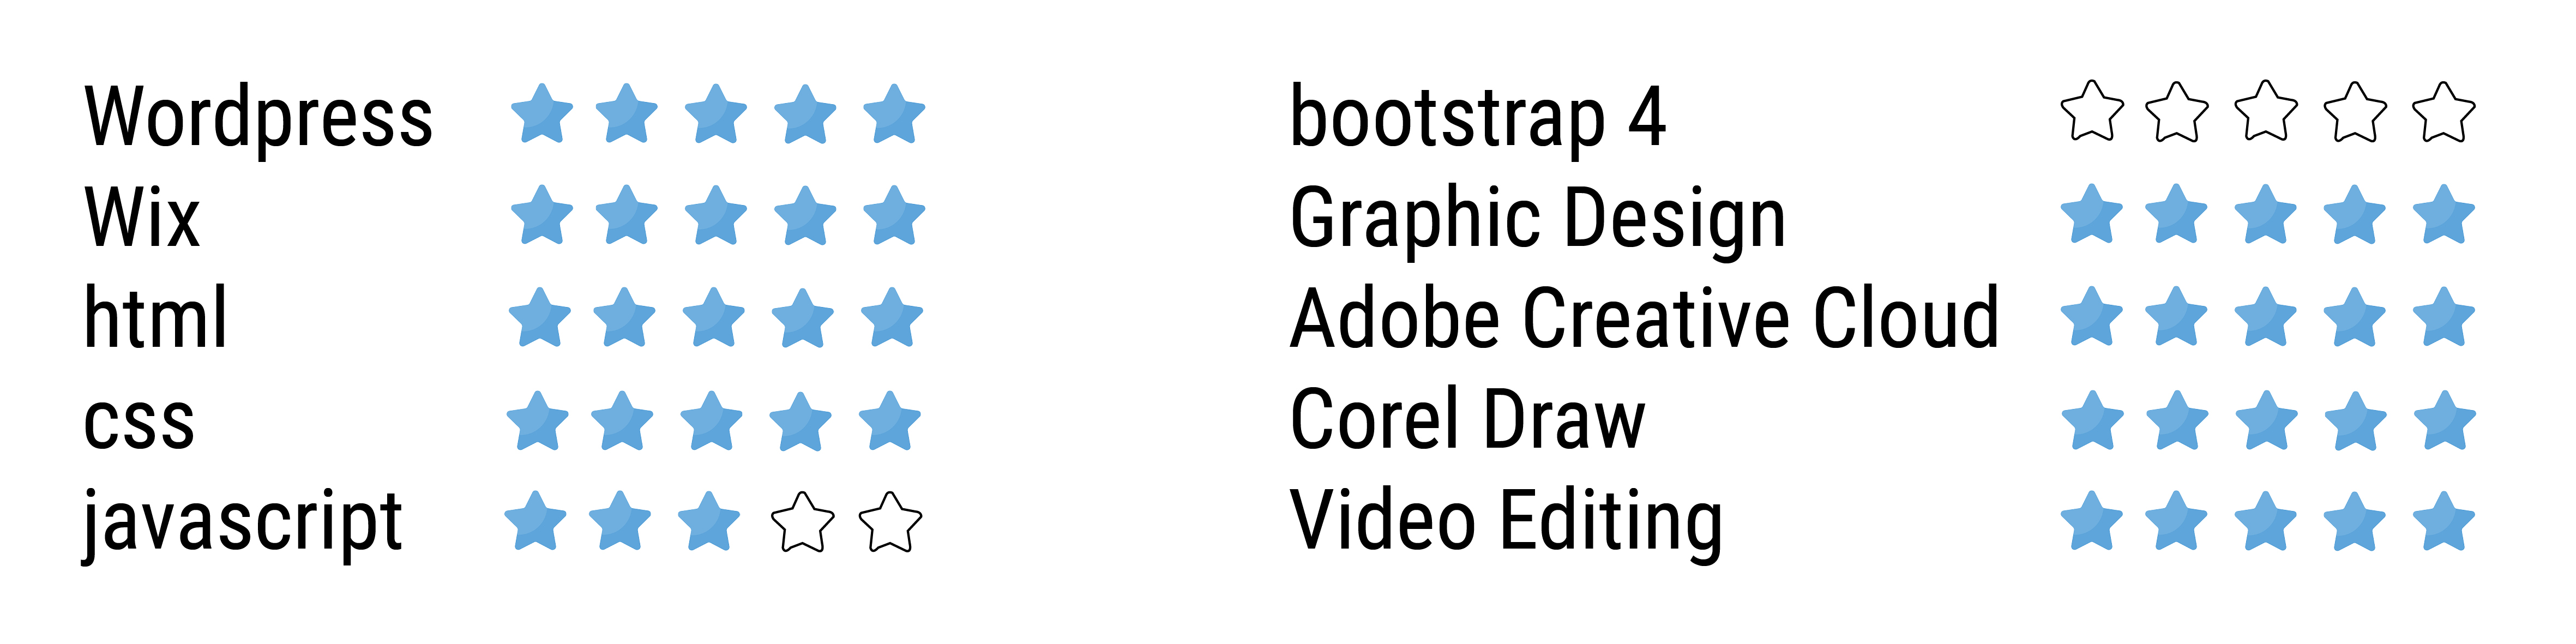 Wordpress
Wix
html
css
javascript
bootstrap 4
Graphic Design
Adobe Creative Cloud
Corel Draw
Video Editing